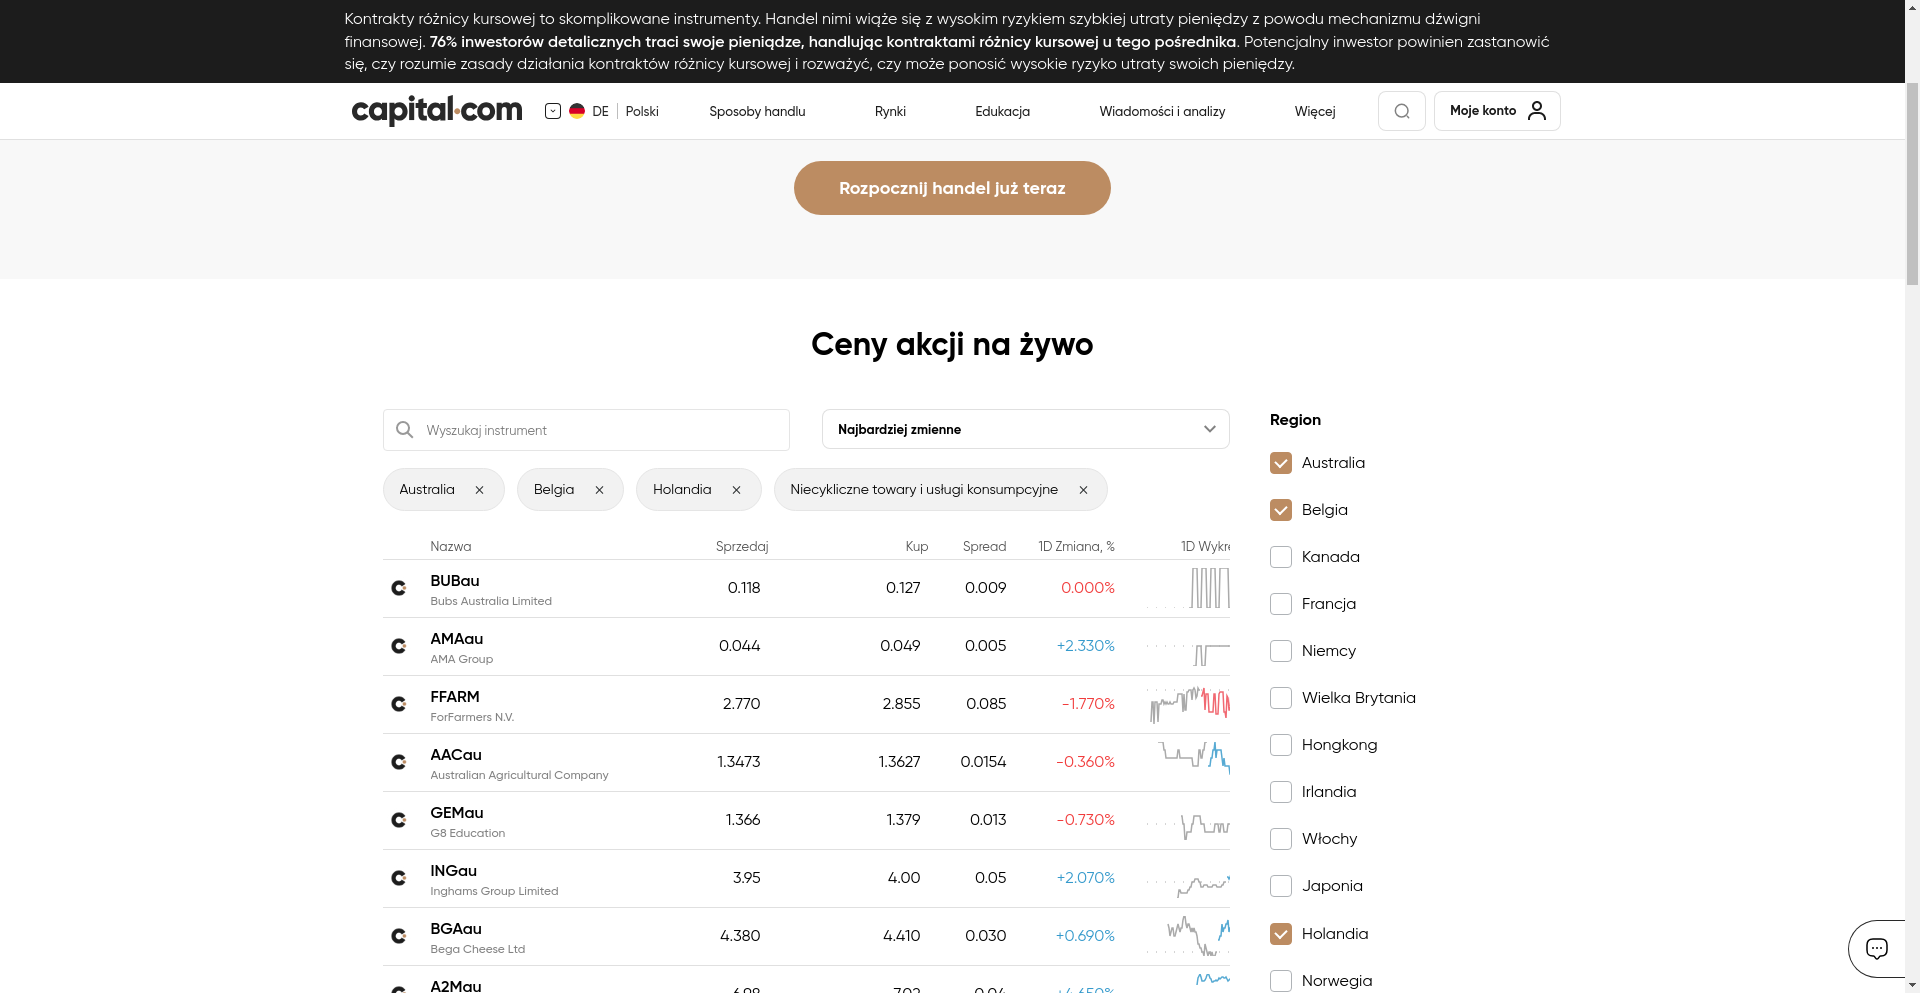 Kontrakty różnicy kursowej to skomplikowane instrumenty. Handel nimi wiąże się z wysokim ryzykiem szybkiej utraty pieniędzy z powodu mechanizmu dźwigni
finansowej. 76% inwestorów detalicznych traci swoje pieniądze, handlując kontraktami różnicy kursowej u tego pośrednika. Potencjalny inwestor powinien zastanowić
się, czy rozumie zasady działania kontraktów różnicy kursowej i rozważyć, czy może ponosić wysokie ryzyko utraty swoich pieniędzy.
capital.com DE Polski Sposoby handlu Rynki Edukacja Wiadomości i analizy Więcej Moje konto
Rozpocznij handel już teraz
Ceny akcji na żywo
Wyszukaj instrument
Najbardziej zmienne
Australia Belgia Holandia Niecykliczne towary i usługi konsumpcyjne
Nazwa Sprzedaj Kup Spread 1D Zmiana, %
BUBau 0.118 0.127 0.009 0.000%
Bubs Australia Limited
AMAau 0.044 0.049 0.005 +2.330%
AMA Group
FFARM 2.770 2.855 0.085 -1.770%
ForFarmers N.V.
AACau 1.3473 1.3627 0.0154 -0.360%
Australian Agricultural Company
GEMau 1.366 1.379 0.013 -0.730%
G8 Education
INGau 3.95 4.00 0.05 +2.070%
Inghams Group Limited
BGAau 4.380 4.410 0.030 +0.690%
Bega Cheese Ltd
A2Mau
Region
Australia
Belgia
Kanada
Francja
Niemcy
Wielka Brytania
Hongkong
Irlandia
Włochy
Japonia
Holandia
Norwegia